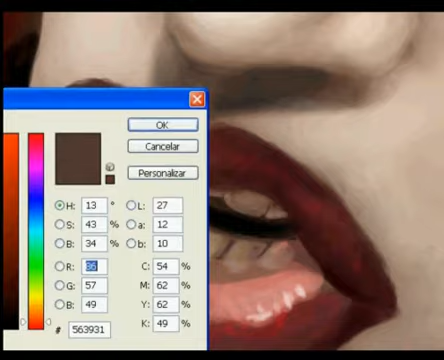 OK
Cancelar
Personalizar
H: 13 ° L: 27
S: 43 % a: 12
B: 34 % b: 10
R: 86 C: 54 %
G: 57 M: 62 %
B: 49 Y: 62 %
# 563931 K: 49 %